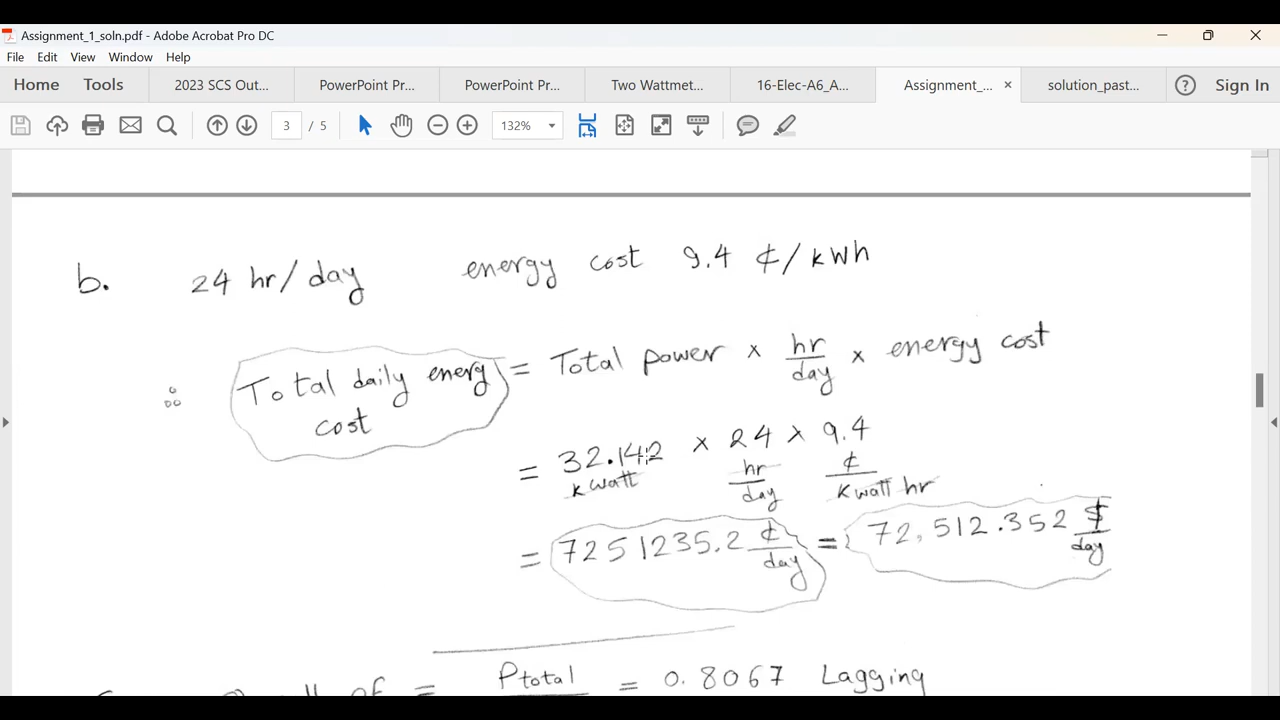 Assignment_1_soln.pdf - Adobe Acrobat Pro DC
File Edit View Window Help
Home Tools 2023 SCS Out... PowerPoint Pr... PowerPoint Pr... Two Wattmet... 16-Elec-A6_A... Assignment_... × solution_past... ? Sign In
3 / 5 132%
b. 24 hr/day energy cost 9.4 ¢/kWh
∴ Total daily energ cost = Total power × hr/day × energy cost
= 32.142 kwatt × 24 hr/day × 9.4 ¢/kwatt hr
= 7251235.2 ¢/day = 72,512.352 $/day
Ptotal
= = 0.8067 Lagging